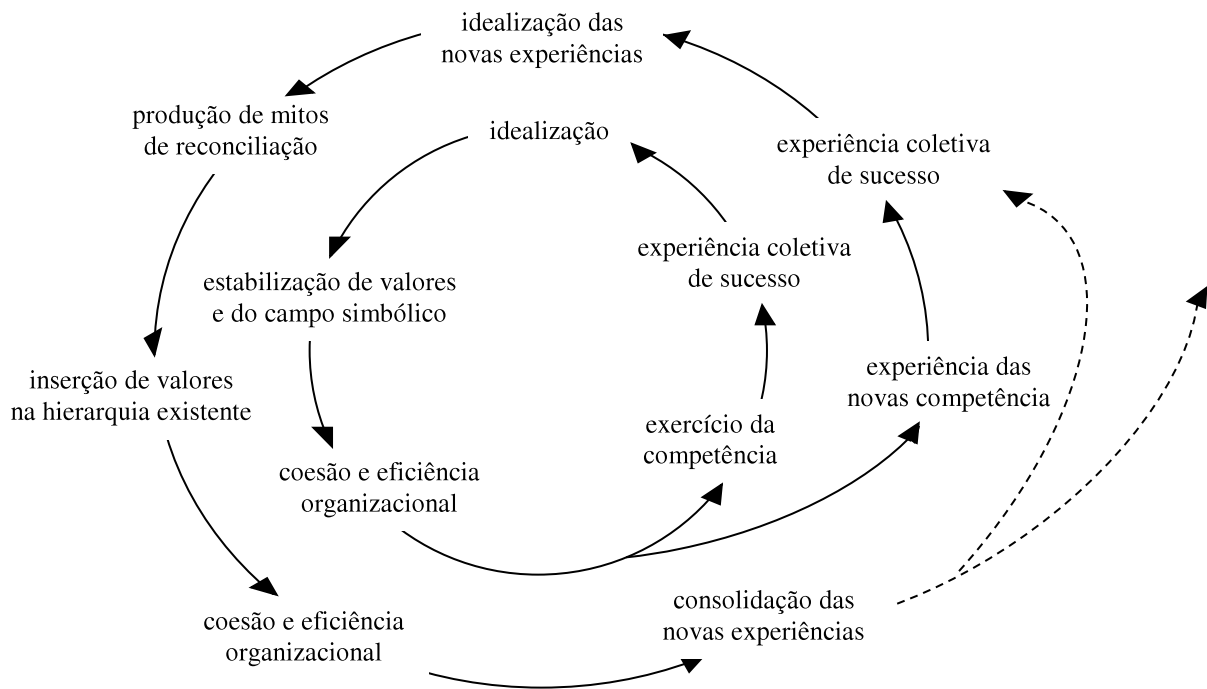 idealização das
novas experiências
produção de mitos
de reconciliação
idealização
experiência coletiva
de sucesso
experiência coletiva
de sucesso
estabilização de valores
e do campo simbólico
inserção de valores
na hierarquia existente
experiência das
novas competência
exercício da
competência
coesão e eficiência
organizacional
consolidação das
novas experiências
coesão e eficiência
organizacional